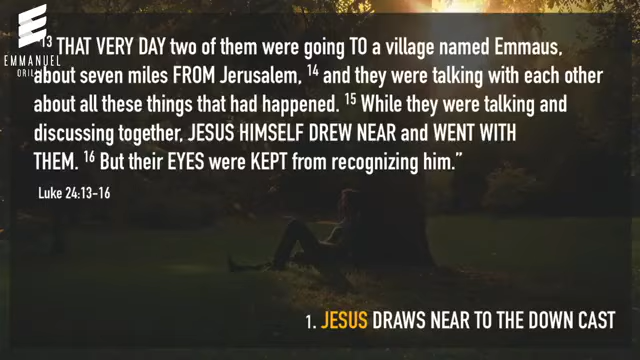 EMMANUEL
13 THAT VERY DAY two of them were going TO a village named Emmaus,
about seven miles FROM Jerusalem, 14 and they were talking with each other
about all these things that had happened. 15 While they were talking and
discussing together, JESUS HIMSELF DREW NEAR and WENT WITH
THEM. 16 But their EYES were KEPT from recognizing him.”
Luke 24:13-16
1. JESUS DRAWS NEAR TO THE DOWN CAST